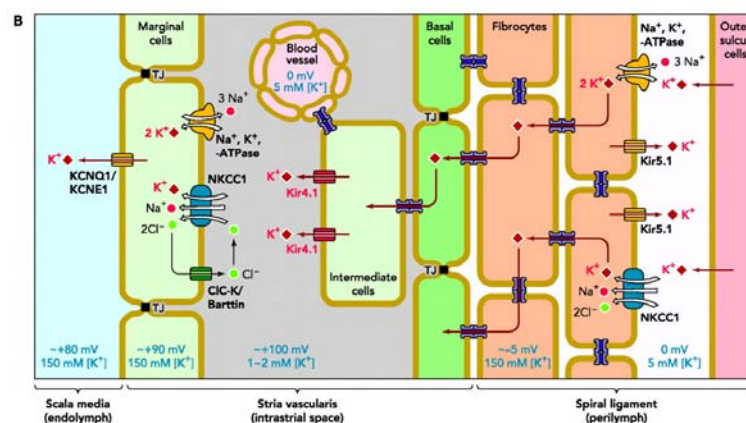 B
Marginal
cells
Blood
vessel
0 mV
5 mM [K⁺]
Basal
cells
Fibrocytes
Na⁺, K⁺,
-ATPase
3 Na⁺
2 K⁺
K⁺
Oute
sulcu
cells
TJ
3 Na⁺
2 K⁺
Na⁺, K⁺,
-ATPase
TJ
K⁺
KCNQ1/
KCNE1
K⁺
NKCC1
Na⁺
2Cl⁻
Cl⁻
ClC-K/
Barttin
K⁺
Kir4.1
K⁺
Kir4.1
Intermediate
cells
TJ
K⁺
Kir5.1
K⁺
Kir5.1
K⁺
K⁺
Na⁺
2Cl⁻
NKCC1
TJ
~+80 mV
150 mM [K⁺]
~+90 mV
150 mM [K⁺]
~+100 mV
1–2 mM [K⁺]
~–5 mV
150 mM [K⁺]
0 mV
5 mM [K⁺]
Scala media
(endolymph)
Stria vascularis
(intrastrial space)
Spiral ligament
(perilymph)